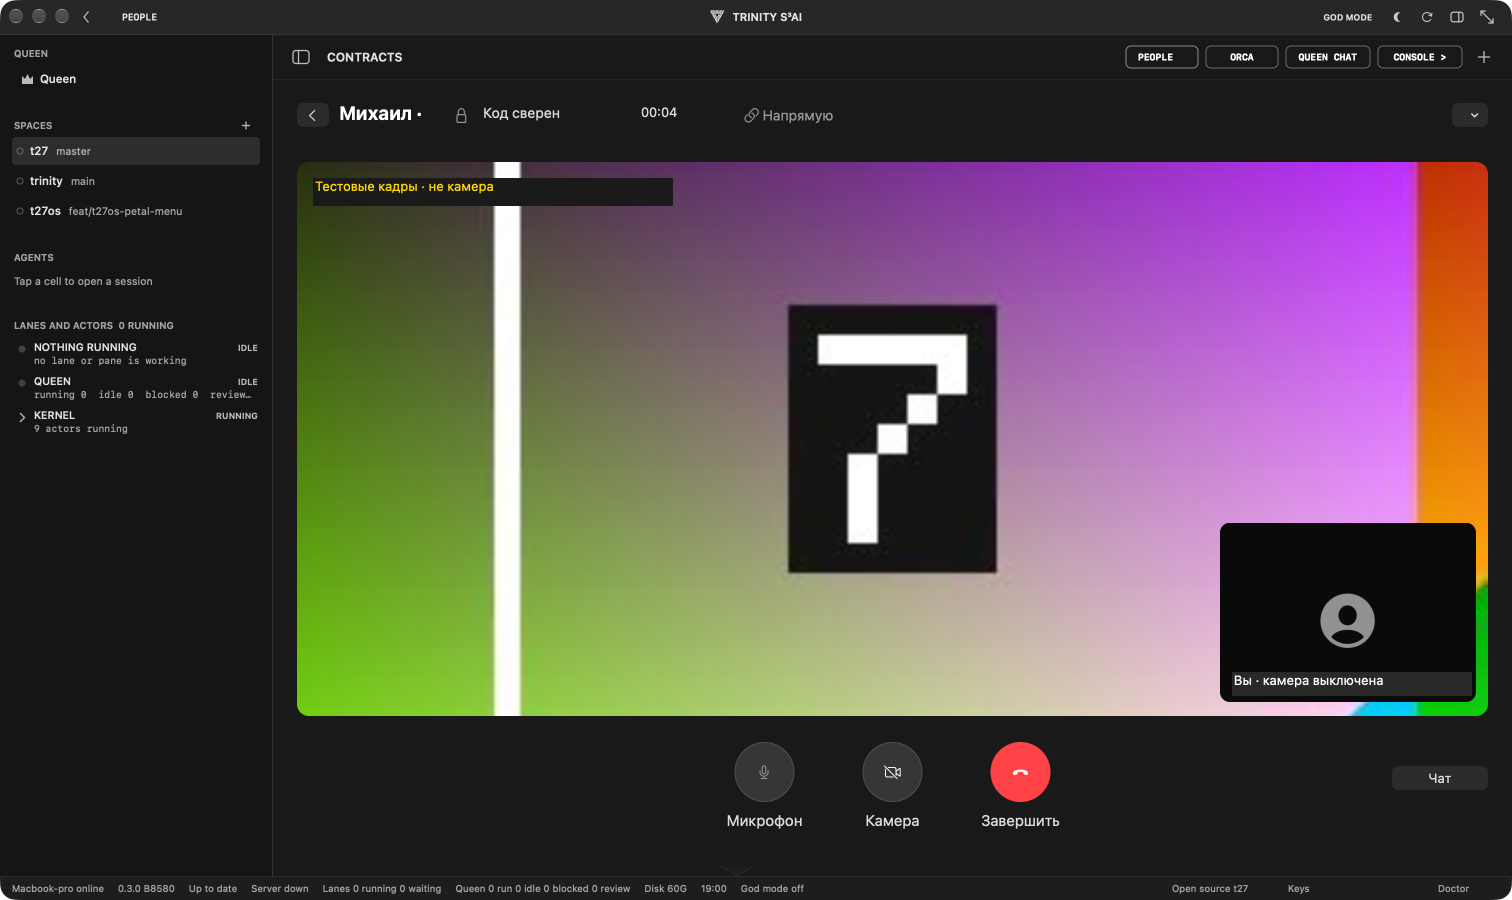 PEOPLE
TRINITY S³AI
GOD MODE
QUEEN
Queen
SPACES
t27 master
trinity main
t27os feat/t27os-petal-menu
AGENTS
Tap a cell to open a session
LANES AND ACTORS 0 RUNNING
NOTHING RUNNING IDLE
no lane or pane is working
QUEEN IDLE
running 0 idle 0 blocked 0 review…
KERNEL RUNNING
9 actors running
CONTRACTS
PEOPLE
ORCA
QUEEN CHAT
CONSOLE >
Михаил ·
Код сверен
00:04
Напрямую
Тестовые кадры · не камера
7
Вы · камера выключена
Микрофон
Камера
Завершить
Чат
Macbook-pro online 0.3.0 B8580 Up to date Server down Lanes 0 running 0 waiting Queen 0 run 0 idle 0 blocked 0 review Disk 60G 19:00 God mode off Open source t27 Keys Doctor